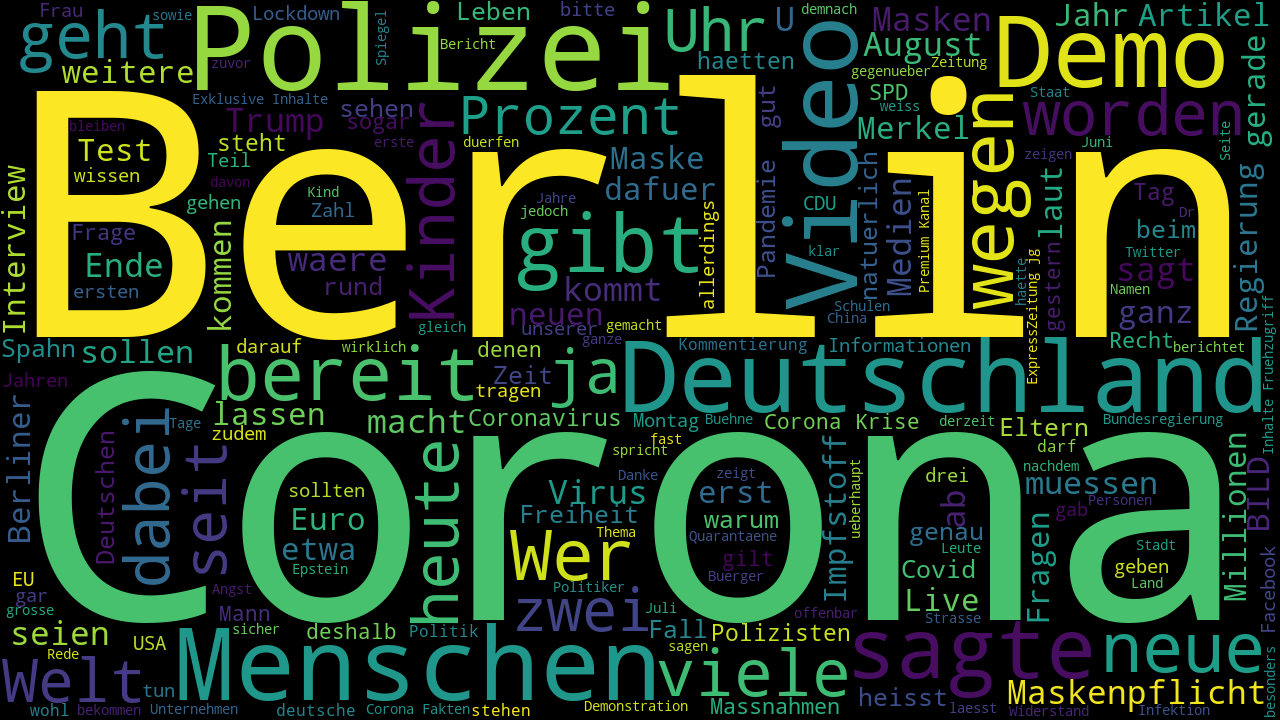 Frau
sowie
Lockdown
Spiegel
Leben
bitte
U
demnach
Jahr
Artikel
geht
Polizei
Uhr
Masken
Demo
Bericht
August
weitere
zuvor
haetten
gegenueber
Zeitung
gerade
Exklusive Inhalte
sehen
Video
SPD
weiss
Staat
wegen
worden
Trump
sogar
Kinder
Prozent
gut
Merkel
bleiben
Berlin
Test
steht
erste
duerfen
Maske
Juni
Seite
wissen
Teil
dafuer
Pandemie
natuerlich
zeigen
Interview
davon
Kind
Jahre
CDU
Medien
Premium Kanal
laut
Tag
Regierung
gehen
Zahl
jedoch
allerdings
Dr
Frage
kommen
gibt
klar
gestern
beim
Twitter
Ende
waere
haette
sagt
ersten
rund
kommt
Namen
neuen
Schulen
ganz
gleich
unserer
gemacht
China
ExpressZeitung jg
Spahn
sollen
darauf
wirklich
denen
ganze
Kommentierung
Informationen
Recht
berichtet
Inhalte Fruehzugriff
Jahren
bereit
Zeit
ja
Deutschland
tragen
Corona
Berliner
dabei
Tage
lassen
macht
Coronavirus
Montag
Buehne
Corona Krise
derzeit
Eltern
Bundesregierung
Deutschen
seit
zudem
heute
fast
spricht
Impfstoff
ueberhaupt
darf
Millionen
BILD
Danke
zeigt
drei
nachdem
muessen
sollten
Virus
erst
ab
Personen
Euro
Freiheit
warum
genau
Fragen
gab
etwa
Wer
Thema
Quarantaene
Leute
Stadt
Epstein
gilt
Covid
geben
EU
Angst
Politiker
Buerger
Land
gar
Live
Facebook
grosse
Mann
zwei
Juli
offenbar
Strasse
seien
USA
sicher
deshalb
Politik
Fall
Polizisten
sagte
neue
Rede
Menschen
sagen
viele
Welt
tun
heisst
Maskenpflicht
besonders
wohl
bekommen
Unternehmen
deutsche
Corona Fakten
stehen
Demonstration
Massnahmen
laesst
Widerstand
Infektion